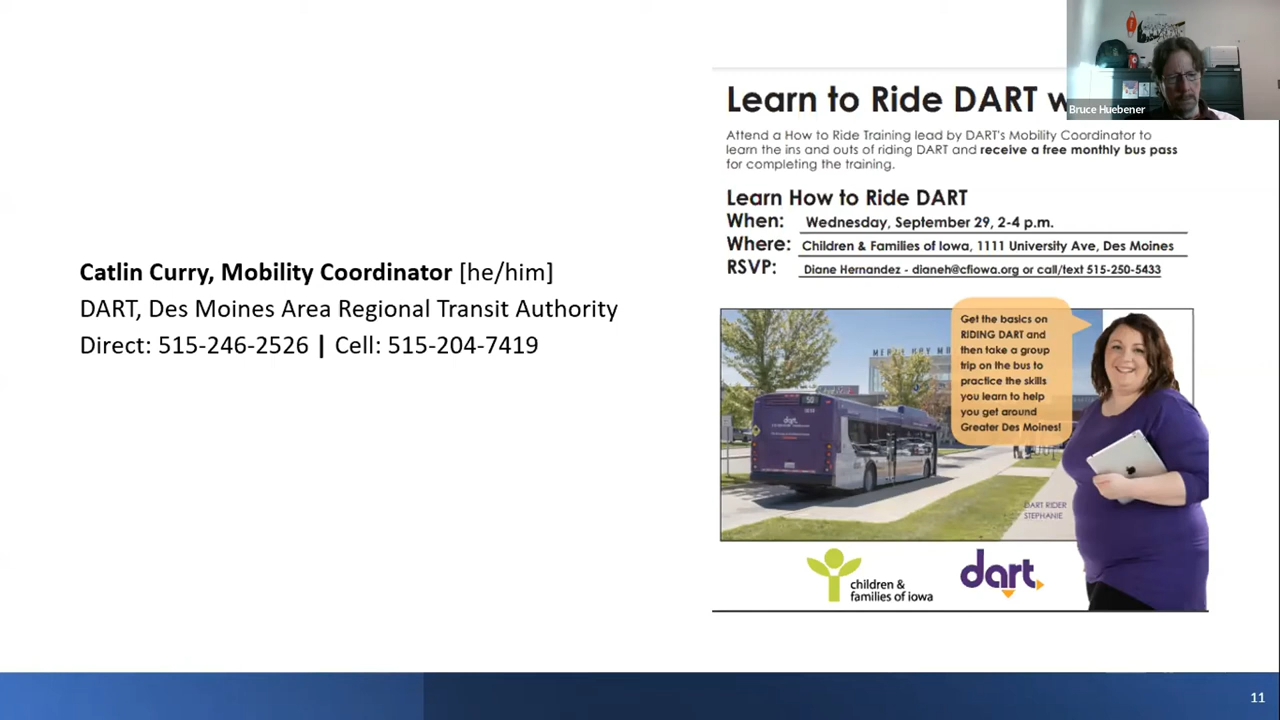 Catlin Curry, Mobility Coordinator [he/him]
DART, Des Moines Area Regional Transit Authority
Direct: 515-246-2526 | Cell: 515-204-7419
Learn to Ride DART w
Bruce Huebener
Attend a How to Ride Training lead by DART's Mobility Coordinator to
learn the ins and outs of riding DART and receive a free monthly bus pass
for completing the training.
Learn How to Ride DART
When: Wednesday, September 29, 2-4 p.m.
Where: Children & Families of Iowa, 1111 University Ave, Des Moines
RSVP: Diane Hernandez - dianeh@cfiowa.org or call/text 515-250-5433
Get the basics on
RIDING DART and
then take a group
trip on the bus to
practice the skills
you learn to help
you get around
Greater Des Moines!
50
dart
DART RIDER
STEPHANIE
children &
families of iowa
dart
11